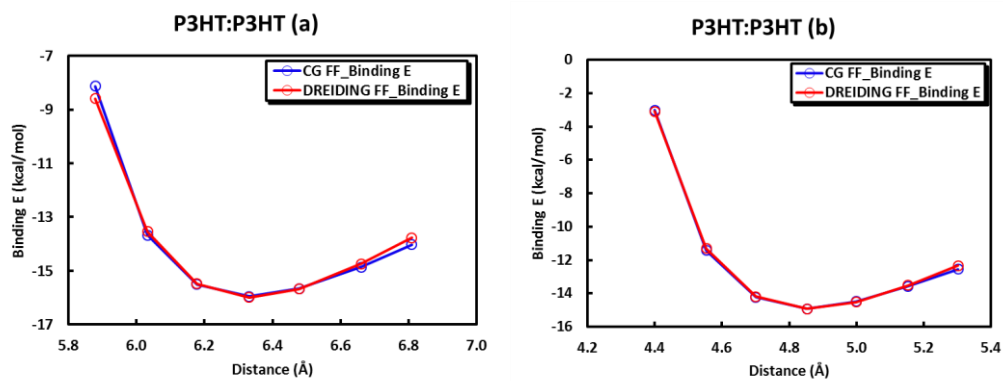 P3HT:P3HT (a)
-7
-9
-11
-13
-15
-17
Binding E (kcal/mol)
CG FF_Binding E
DREIDING FF_Binding E
5.8 6.0 6.2 6.4 6.6 6.8 7.0
Distance (Å)
P3HT:P3HT (b)
0
-2
-4
-6
-8
-10
-12
-14
-16
Binding E (kcal/mol)
CG FF_Binding E
DREIDING FF_Binding E
4.2 4.4 4.6 4.8 5.0 5.2 5.4
Distance (Å)